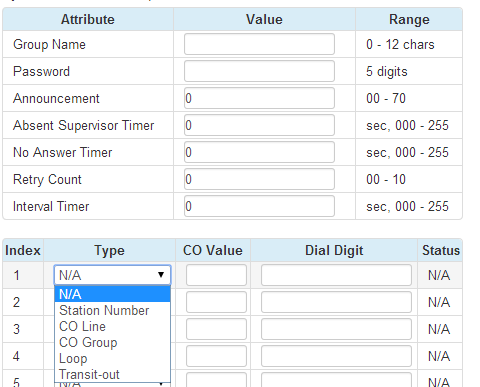 Attribute Value Range
Group Name 0 - 12 chars
Password 5 digits
Announcement 0 00 - 70
Absent Supervisor Timer 0 sec, 000 - 255
No Answer Timer 0 sec, 000 - 255
Retry Count 0 00 - 10
Interval Timer 0 sec, 000 - 255
Index Type CO Value Dial Digit Status
1 N/A N/A
N/A
2 Station Number N/A
CO Line
3 CO Group N/A
4 Loop N/A
Transit-out
5 N/A N/A